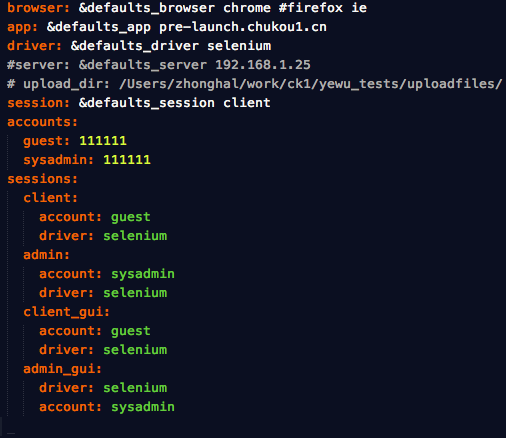 browser: &defaults_browser chrome #firefox ie
app: &defaults_app pre-launch.chukou1.cn
driver: &defaults_driver selenium
#server: &defaults_server 192.168.1.25
# upload_dir: /Users/zhonghal/work/ck1/yewu_tests/uploadfiles/
session: &defaults_session client
accounts:
  guest: 111111
  sysadmin: 111111
sessions:
  client:
    account: guest
    driver: selenium
  admin:
    account: sysadmin
    driver: selenium
  client_gui:
    account: guest
    driver: selenium
  admin_gui:
    driver: selenium
    account: sysadmin